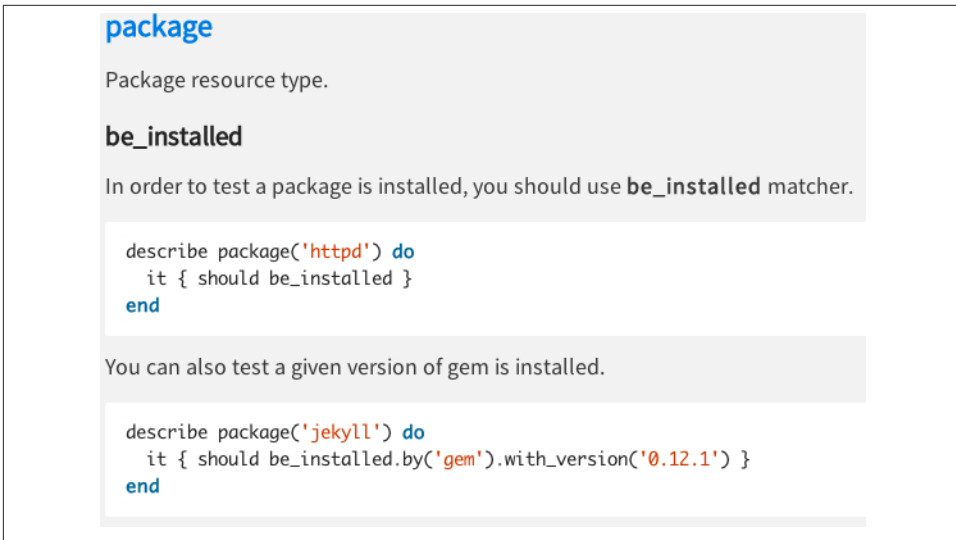 package
Package resource type.
be_installed
In order to test a package is installed, you should use be_installed matcher.
describe package('httpd') do
  it { should be_installed }
end
You can also test a given version of gem is installed.
describe package('jekyll') do
  it { should be_installed.by('gem').with_version('0.12.1') }
end